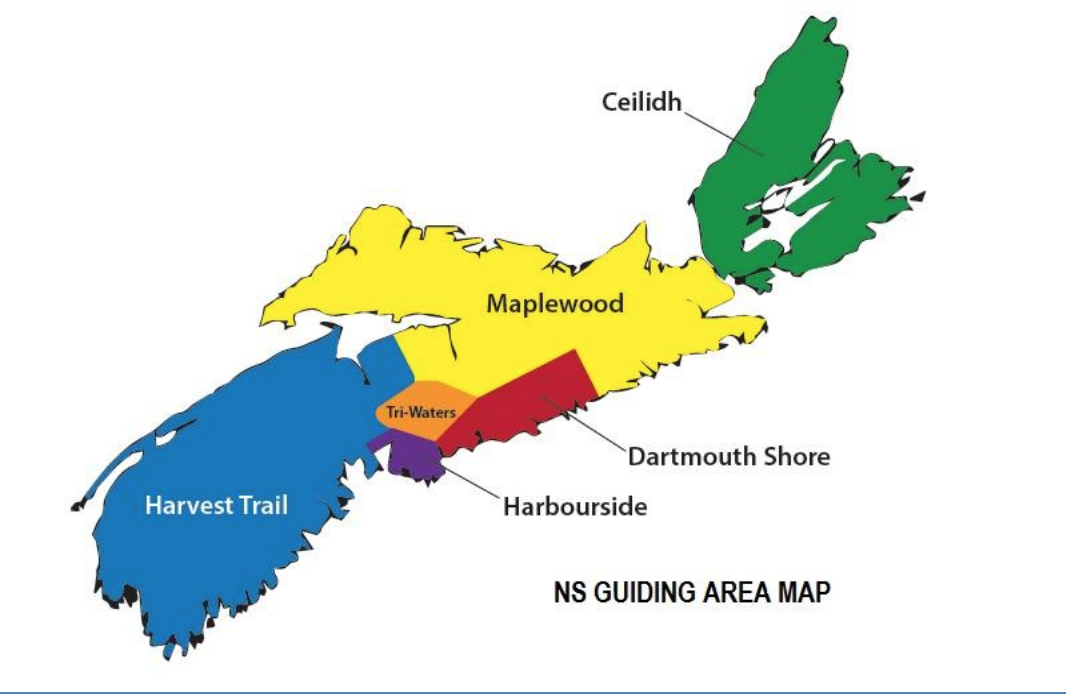 Ceilidh
Maplewood
Tri-Waters
Dartmouth Shore
Harvest Trail
Harbourside
NS GUIDING AREA MAP